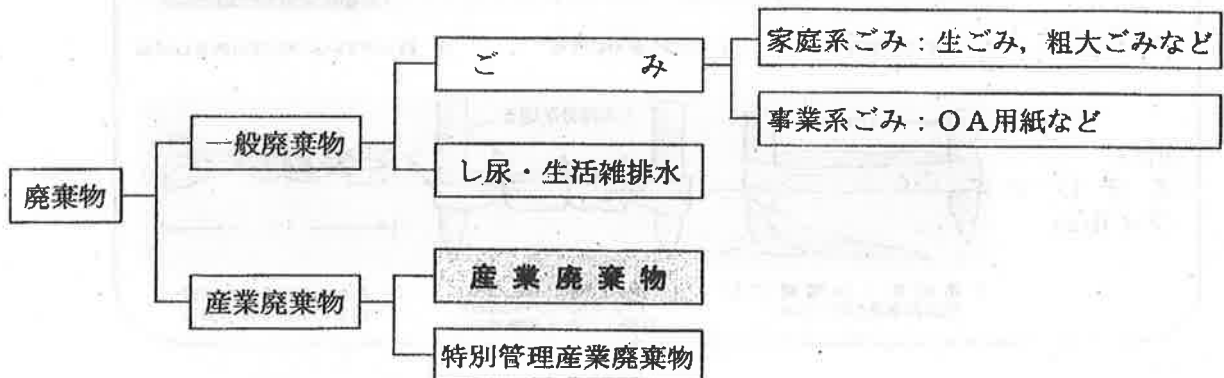 廃棄物
一般廃棄物
ご み
家庭系ごみ：生ごみ，粗大ごみなど
事業系ごみ：ＯＡ用紙など
し尿・生活雑排水
産業廃棄物
産業廃棄物
特別管理産業廃棄物